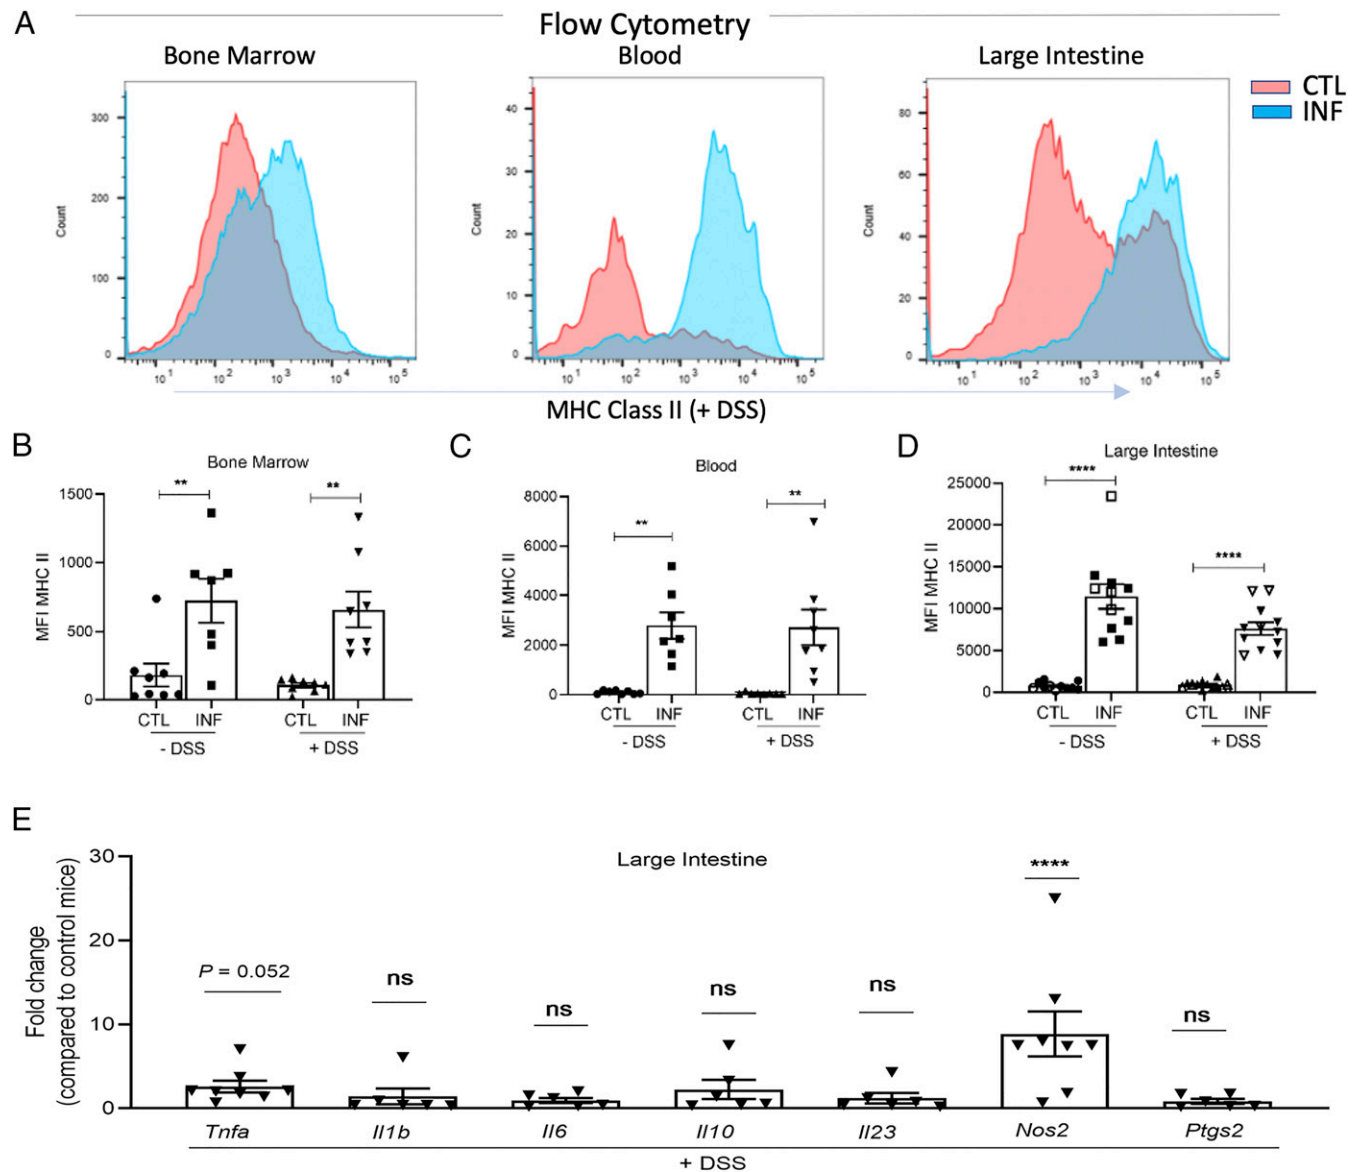 A
Flow Cytometry
Bone Marrow
Blood
Large Intestine
CTL
INF
Count
300
200
100
0
10¹ 10² 10³ 10⁴ 10⁵
Count
40
30
20
10
0
10¹ 10² 10³ 10⁴ 10⁵
Count
80
60
40
20
0
10¹ 10² 10³ 10⁴ 10⁵
MHC Class II (+ DSS)
B
Bone Marrow
MFI MHC II
1500
1000
500
0
**
**
CTL INF CTL INF
- DSS + DSS
C
Blood
MFI MHC II
8000
6000
4000
2000
0
**
**
CTL INF CTL INF
- DSS + DSS
D
Large Intestine
MFI MHC II
25000
20000
15000
10000
5000
0
****
****
CTL INF CTL INF
- DSS + DSS
E
Large Intestine
Fold change
(compared to control mice)
30
20
10
0
P = 0.052
ns
ns
ns
ns
****
ns
Tnfa Il1b Il6 Il10 Il23 Nos2 Ptgs2
+ DSS